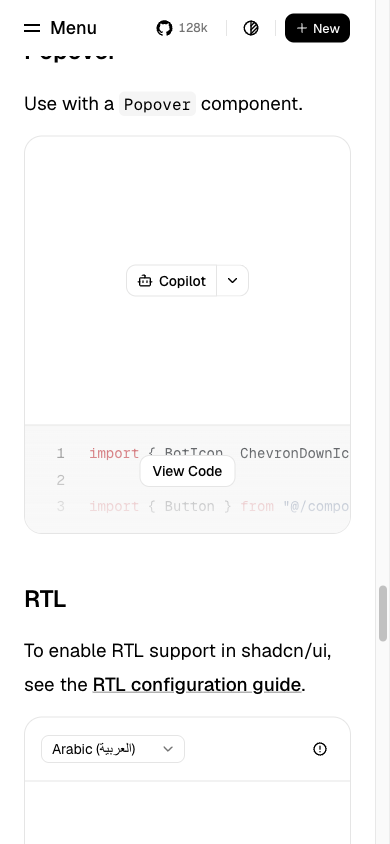 Menu
128k
New
Popover
Use with a Popover component.
Copilot
1 import { BotIcon, ChevronDownIc
2
View Code
3 import { Button } from "@/compo
RTL
To enable RTL support in shadcn/ui,
see the RTL configuration guide.
Arabic (العربية)